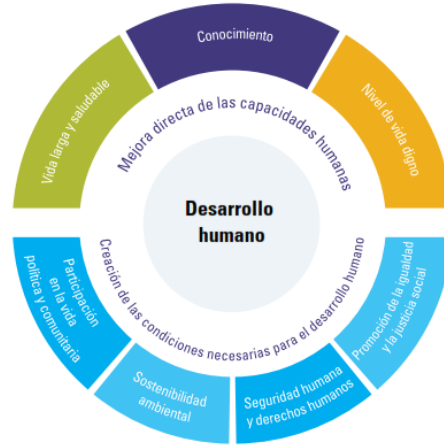 Conocimiento
Vida larga y saludable
Nivel de vida digno
Mejora directa de las capacidades humanas
Desarrollo
humano
Creación de las condiciones necesarias para el desarrollo humano
Participación
en la vida
política y comunitaria
Sostenibilidad
ambiental
Seguridad humana
y derechos humanos
Promoción de la igualdad
y la justicia social